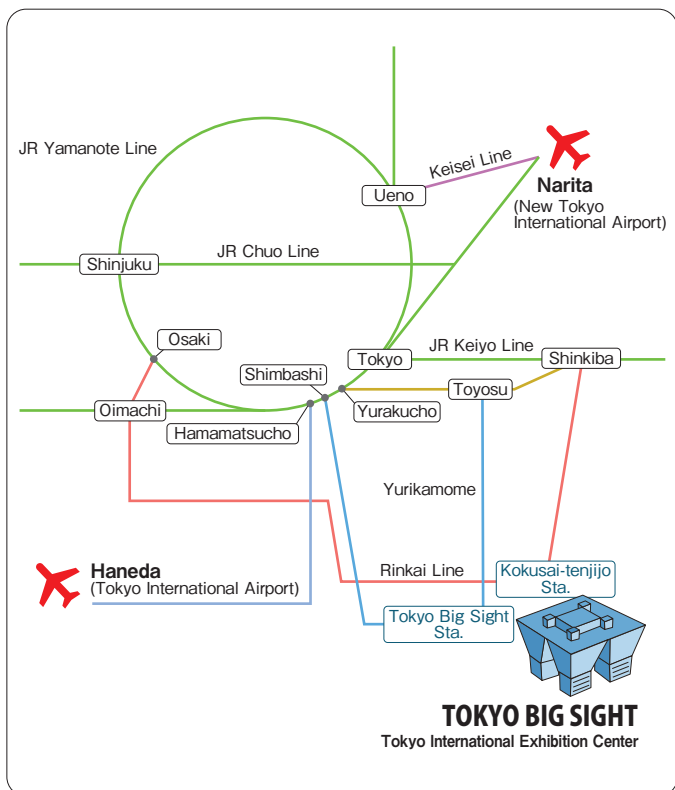 JR Yamanote Line
Keisei Line
Narita
(New Tokyo
International Airport)
Ueno
JR Chuo Line
Shinjuku
Osaki
Tokyo
JR Keiyo Line
Shinkiba
Shimbashi
Toyosu
Oimachi
Yurakucho
Hamamatsucho
Yurikamome
Haneda
(Tokyo International Airport)
Rinkai Line
Kokusai-tenjijo
Sta.
Tokyo Big Sight
Sta.
TOKYO BIG SIGHT
Tokyo International Exhibition Center